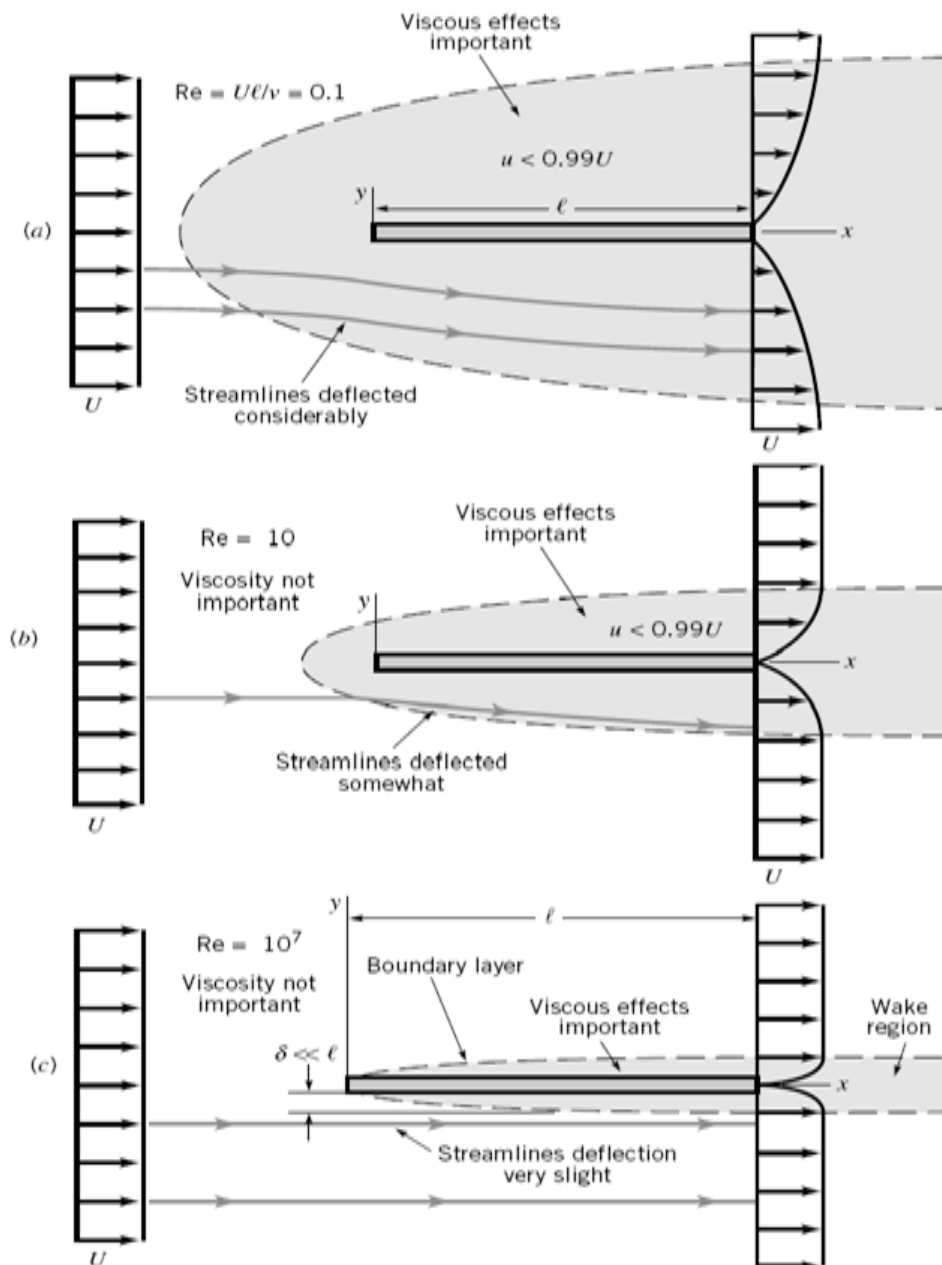 Viscous effects
important
Re = Uℓ/ν = 0.1
u < 0.99U
y
ℓ
(a)
x
Streamlines deflected
considerably
U
U
Viscous effects
important
Re = 10
Viscosity not
important
y
u < 0.99U
(b)
x
Streamlines deflected
somewhat
U
U
y
ℓ
Re = 10⁷
Boundary layer
Viscosity not
important
Viscous effects
important
Wake
region
δ ≪ ℓ
(c)
x
Streamlines deflection
very slight
U